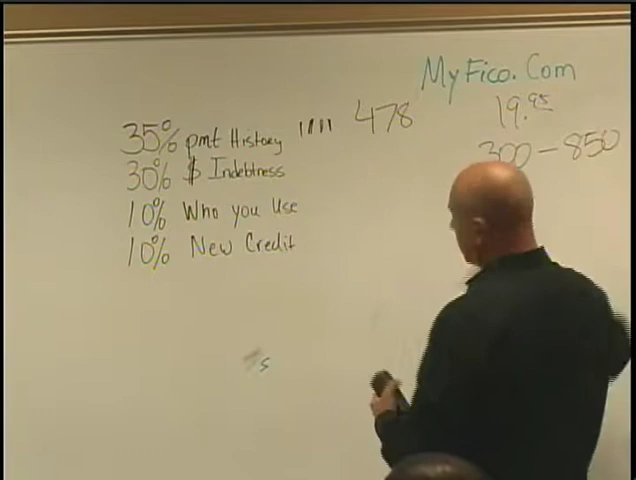 MyFico.Com
19.95
300 - 850
35% pmt History |||| 478
30% $ Indebtness
10% Who you Use
10% New Credit
s